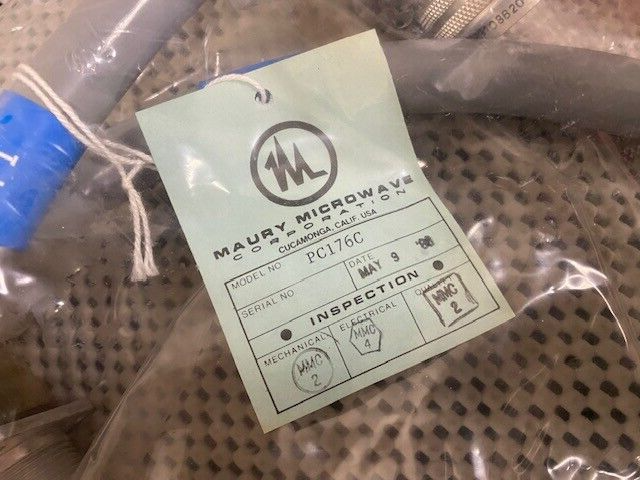 MAURY MICROWAVE
CORPORATION
CUCAMONGA, CALIF. USA
MODEL NO PC176C
SERIAL NO
DATE MAY 9 '88
INSPECTION
MECHANICAL
ELECTRICAL
MMC
2
MMC
4
MMC
2